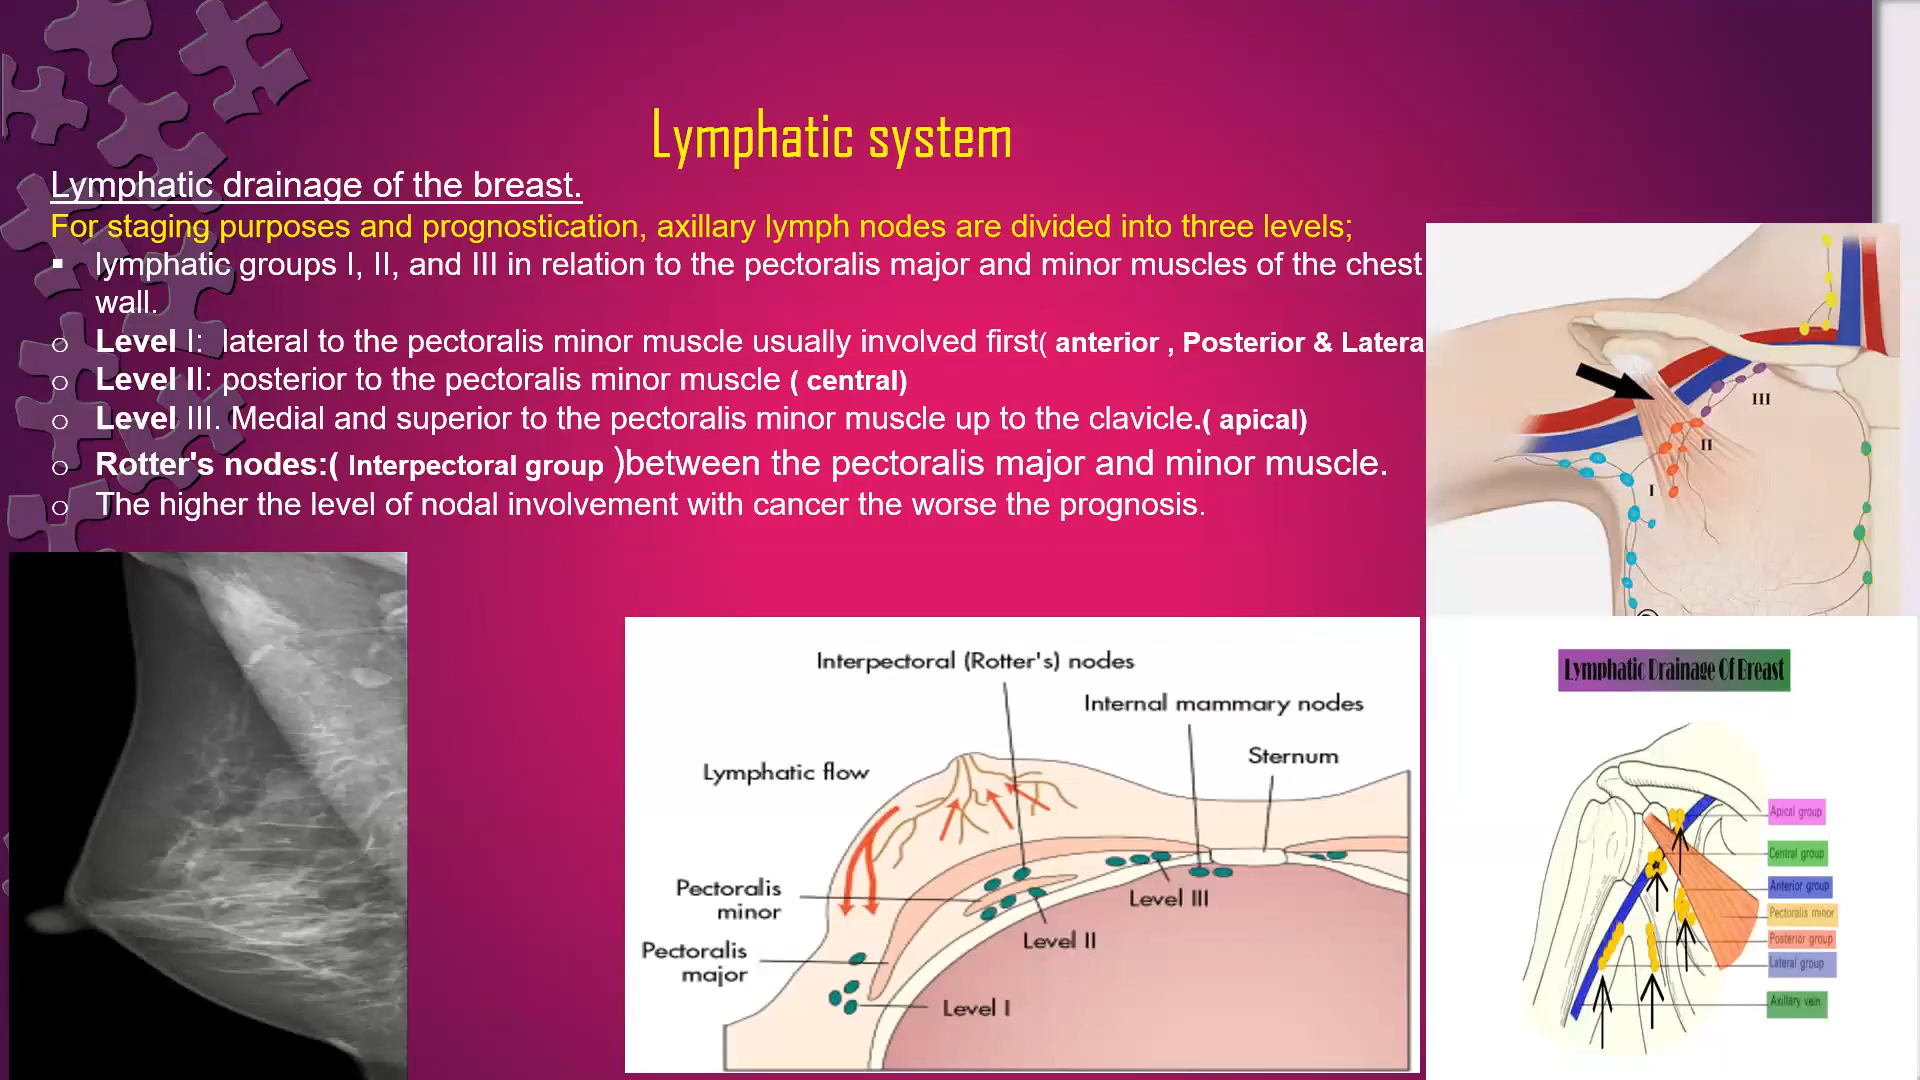 Lymphatic system
Lymphatic drainage of the breast.
For staging purposes and prognostication, axillary lymph nodes are divided into three levels;
▪ lymphatic groups I, II, and III in relation to the pectoralis major and minor muscles of the chest
wall.
o Level I: lateral to the pectoralis minor muscle usually involved first( anterior , Posterior & Latera
o Level II: posterior to the pectoralis minor muscle ( central)
o Level III. Medial and superior to the pectoralis minor muscle up to the clavicle.( apical)
o Rotter's nodes:( Interpectoral group )between the pectoralis major and minor muscle.
o The higher the level of nodal involvement with cancer the worse the prognosis.
III
II
I
Interpectoral (Rotter's) nodes
Internal mammary nodes
Sternum
Lymphatic flow
Pectoralis
minor
Level III
Level II
Pectoralis
major
Level I
Lymphatic Drainage Of Breast
Apical group
Central group
Anterior group
Pectoralis minor
Posterior group
Lateral group
Axillary vein